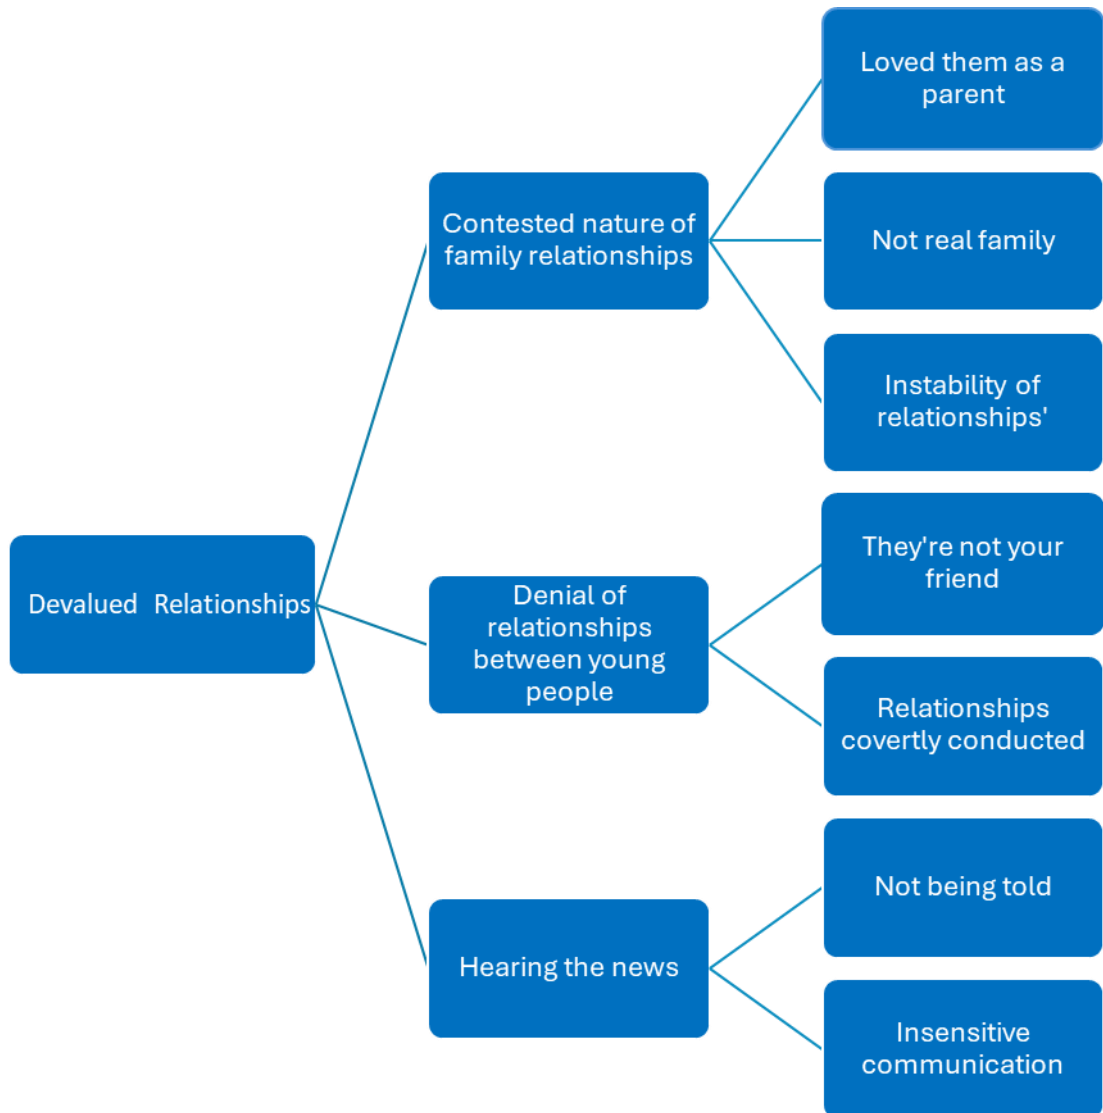 Loved them as a
parent
Contested nature of
family relationships
Not real family
Instability of
relationships'
They're not your
friend
Devalued Relationships
Denial of
relationships
between young
people
Relationships
covertly conducted
Not being told
Hearing the news
Insensitive
communication